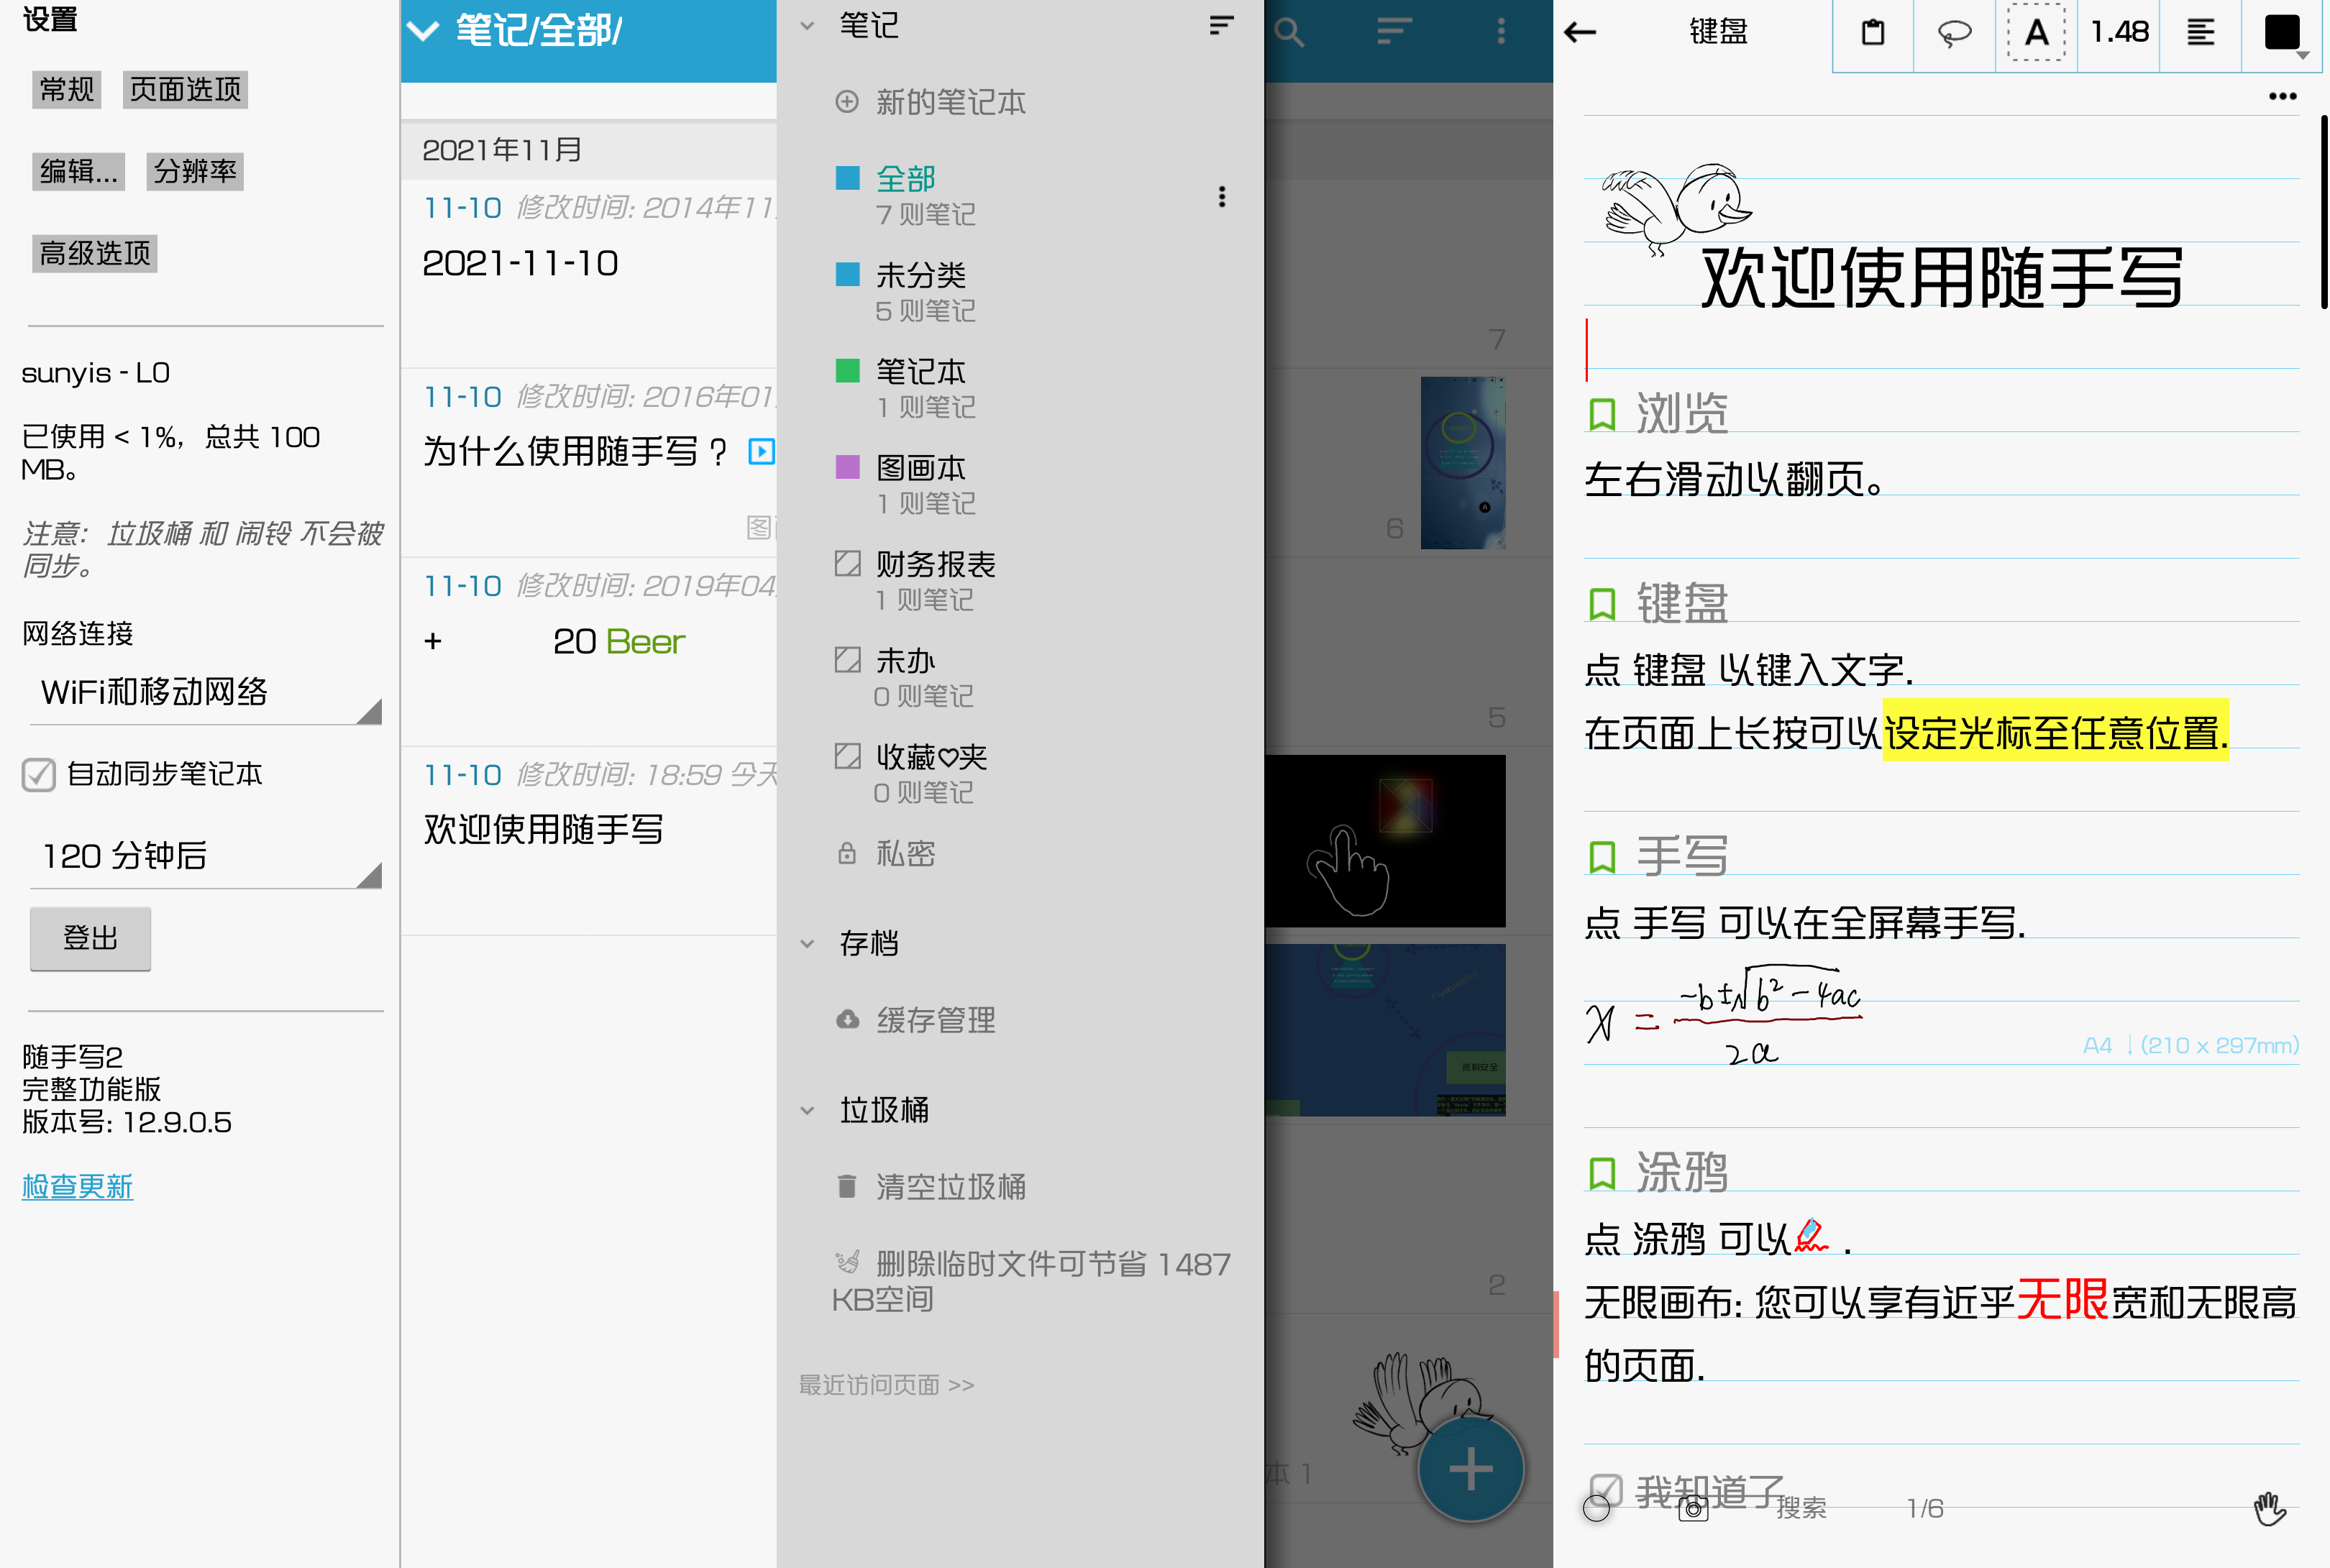 设置
常规
页面选项
编辑...
分辨率
高级选项
sunyis - L0
已使用 < 1%，总共 100
MB。
注意： 垃圾桶 和 闹铃 不会被
同步。
网络连接
WiFi和移动网络
自动同步笔记本
120 分钟后
登出
随手写2
完整功能版
版本号: 12.9.0.5
检查更新
笔记/全部/
2021年11月
11-10 修改时间: 2014年11
2021-11-10
11-10 修改时间: 2016年01
为什么使用随手写？
11-10 修改时间: 2019年04
+ 20 Beer
11-10 修改时间: 18:59 今天
欢迎使用随手写
笔记
新的笔记本
全部
7 则笔记
未分类
5 则笔记
笔记本
1 则笔记
图画本
1 则笔记
财务报表
1 则笔记
未办
0 则笔记
收藏♡夹
0 则笔记
私密
存档
缓存管理
垃圾桶
清空垃圾桶
删除临时文件可节省 1487
KB空间
最近访问页面 >>
7
6
5
资料安全
2
本 1
键盘
A
1.48
欢迎使用随手写
浏览
左右滑动以翻页。
键盘
点 键盘 以键入文字.
在页面上长按可以设定光标至任意位置.
手写
点 手写 可以在全屏幕手写.
x = -b±√b² - 4ac
2a
A4 ↓(210 x 297mm)
涂鸦
点 涂鸦 可以 .
无限画布: 您可以享有近乎无限宽和无限高
的页面.
我知道了
搜索
1/6